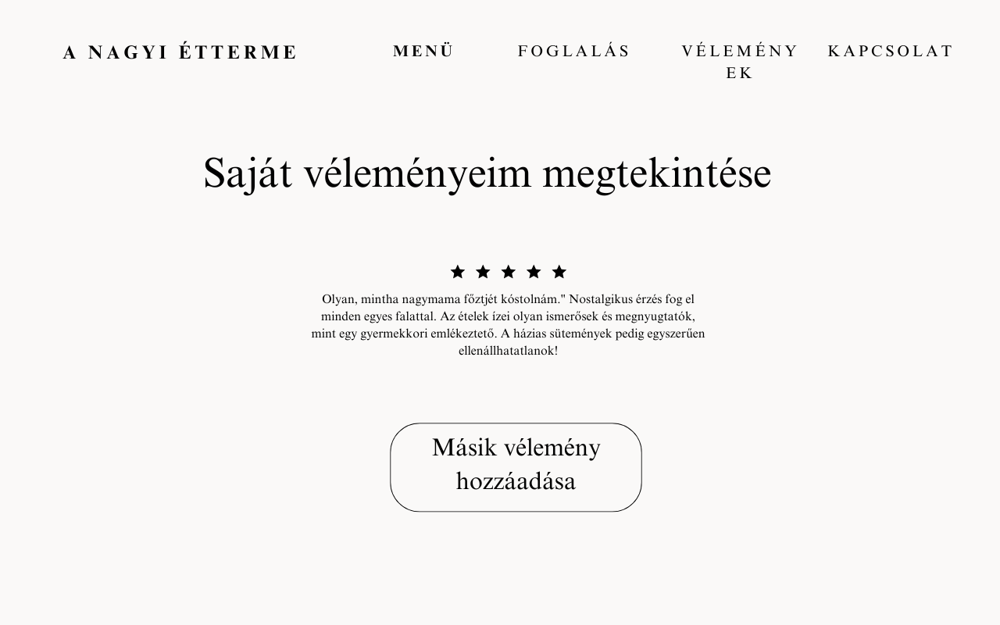 A NAGYI ÉTTERME
MENÜ
FOGLALÁS
VÉLEMÉNY
EK
KAPCSOLAT
Saját véleményeim megtekintése
Olyan, mintha nagymama főztjét kóstolnám." Nostalgikus érzés fog el
minden egyes falattal. Az ételek ízei olyan ismerősek és megnyugtatók,
mint egy gyermekkori emlékeztető. A házias sütemények pedig egyszerűen
ellenállhatatlanok!
Másik vélemény
hozzáadása